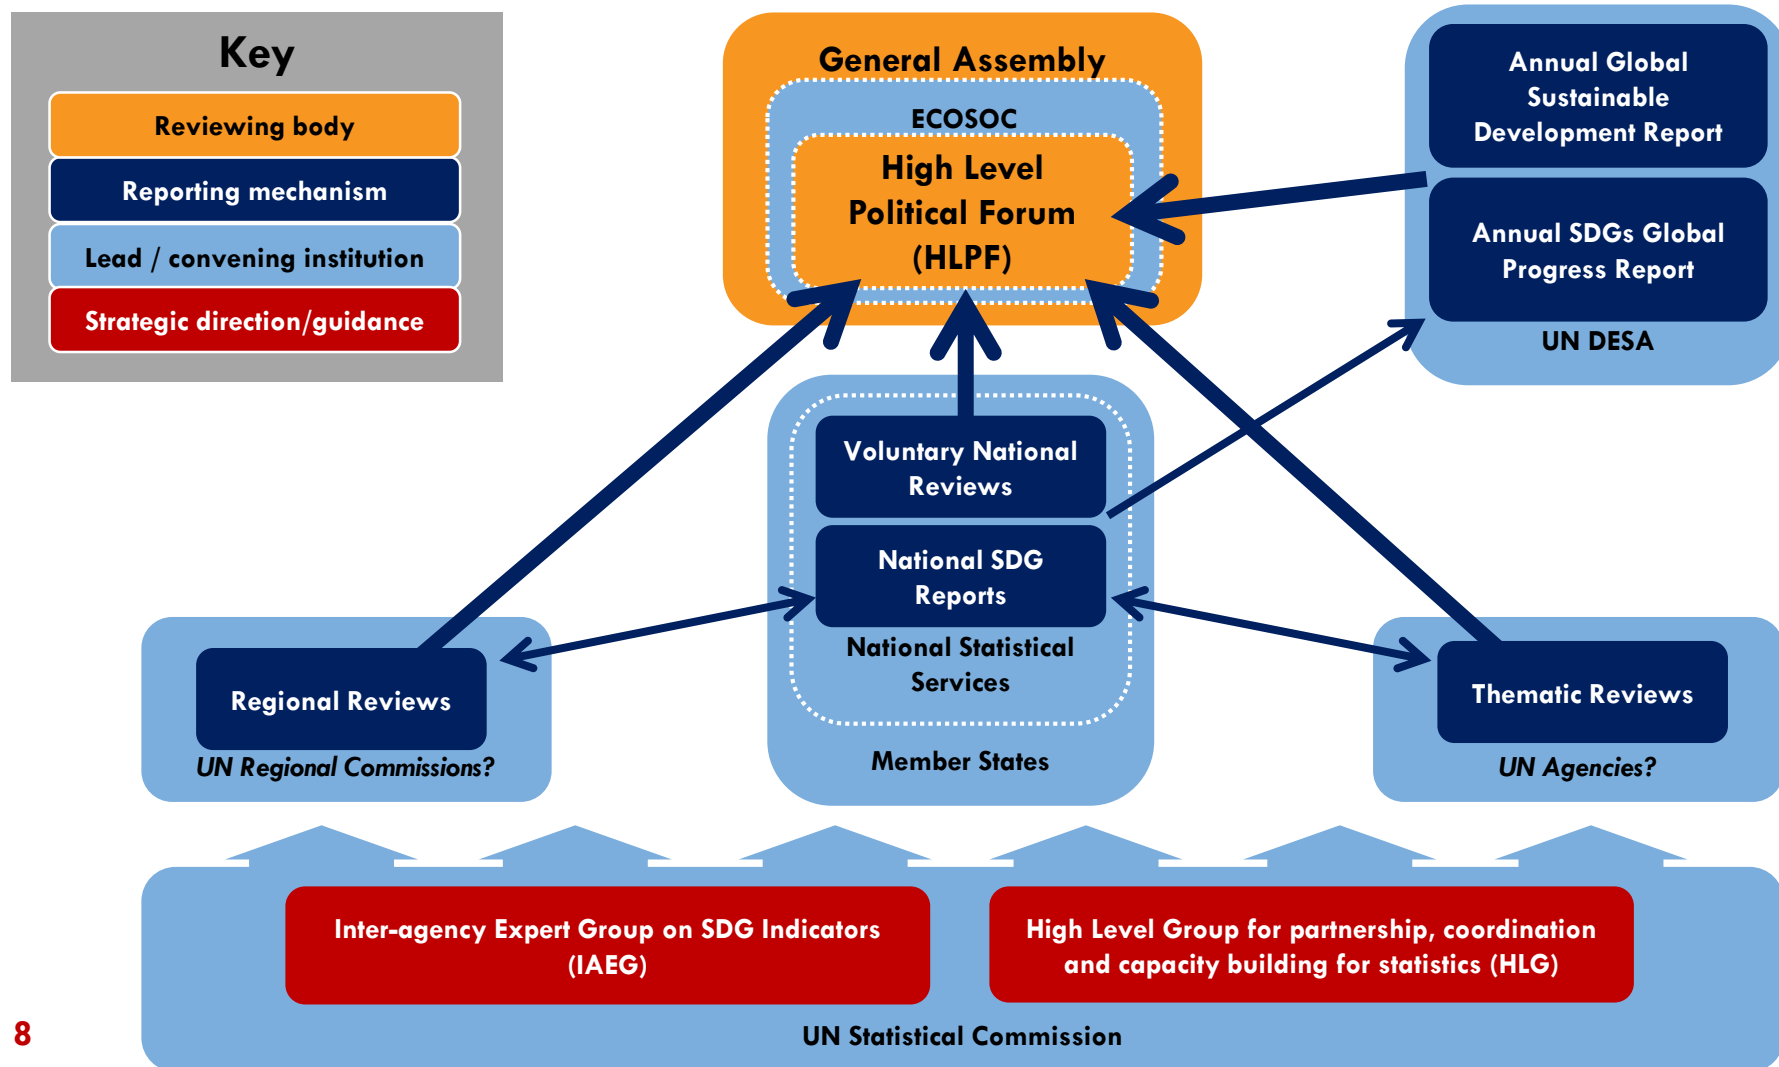 Key
Reviewing body
Reporting mechanism
Lead / convening institution
Strategic direction/guidance
General Assembly
ECOSOC
High Level
Political Forum
(HLPF)
Annual Global
Sustainable
Development Report
Annual SDGs Global
Progress Report
UN DESA
Voluntary National
Reviews
National SDG
Reports
National Statistical
Services
Member States
Regional Reviews
UN Regional Commissions?
Thematic Reviews
UN Agencies?
Inter-agency Expert Group on SDG Indicators
(IAEG)
High Level Group for partnership, coordination
and capacity building for statistics (HLG)
UN Statistical Commission
8